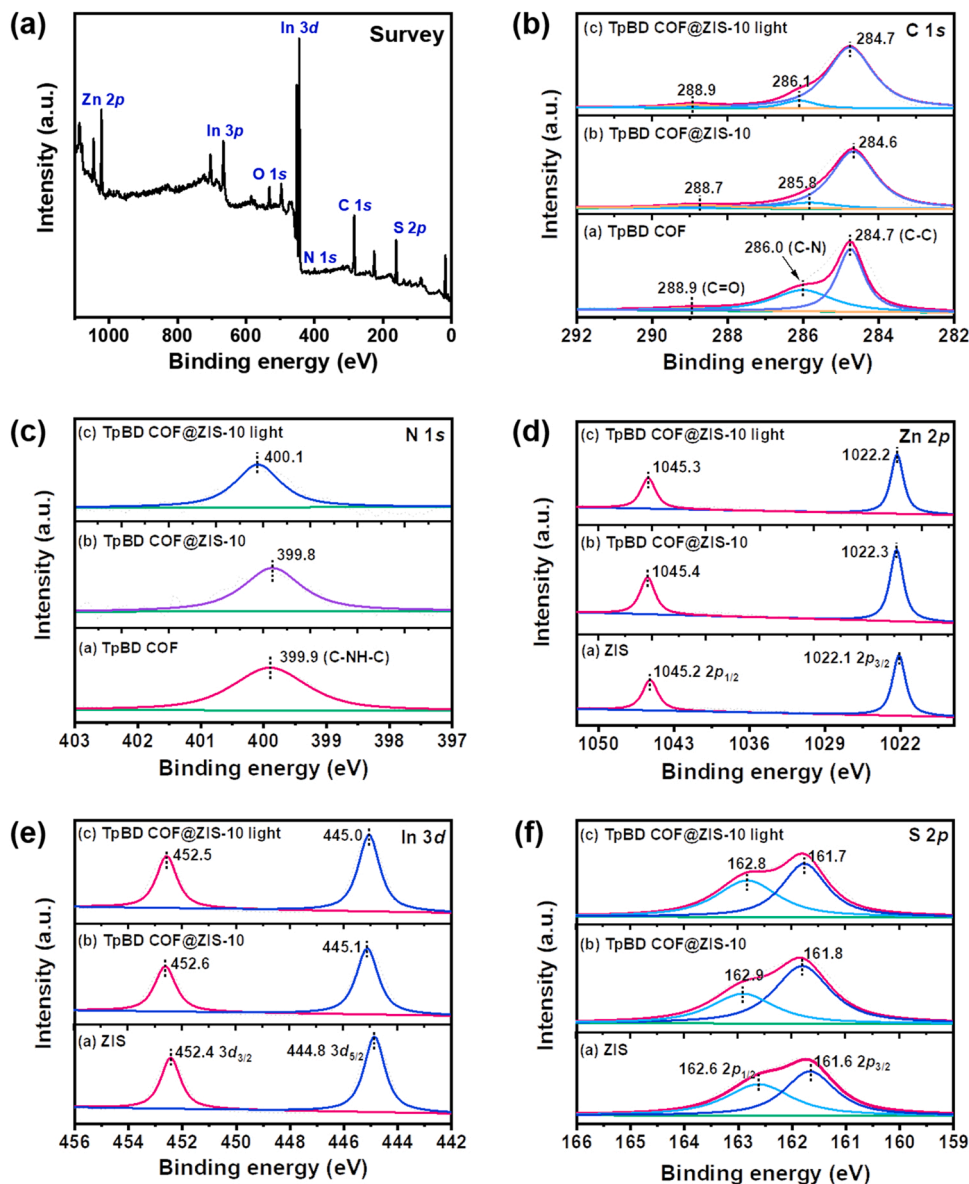 (a)
Survey
In 3d
Zn 2p
In 3p
O 1s
C 1s
N 1s
S 2p
Intensity (a.u.)
1000 800 600 400 200 0
Binding energy (eV)
(b)
C 1s
(c) TpBD COF@ZIS-10 light
284.7
286.1
288.9
(b) TpBD COF@ZIS-10
284.6
285.8
288.7
(a) TpBD COF
286.0 (C-N)
284.7 (C-C)
288.9 (C=O)
Intensity (a.u.)
292 290 288 286 284 282
Binding energy (eV)
(c)
N 1s
(c) TpBD COF@ZIS-10 light
400.1
(b) TpBD COF@ZIS-10
399.8
(a) TpBD COF
399.9 (C-NH-C)
Intensity (a.u.)
403 402 401 400 399 398 397
Binding energy (eV)
(d)
Zn 2p
(c) TpBD COF@ZIS-10 light
1045.3
1022.2
(b) TpBD COF@ZIS-10
1045.4
1022.3
(a) ZIS
1045.2 2p1/2
1022.1 2p3/2
Intensity (a.u.)
1050 1043 1036 1029 1022
Binding energy (eV)
(e)
In 3d
(c) TpBD COF@ZIS-10 light
452.5
445.0
(b) TpBD COF@ZIS-10
452.6
445.1
(a) ZIS
452.4 3d3/2
444.8 3d5/2
Intensity (a.u.)
456 454 452 450 448 446 444 442
Binding energy (eV)
(f)
S 2p
(c) TpBD COF@ZIS-10 light
162.8
161.7
(b) TpBD COF@ZIS-10
162.9
161.8
(a) ZIS
162.6 2p1/2
161.6 2p3/2
Intensity (a.u.)
166 165 164 163 162 161 160 159
Binding energy (eV)